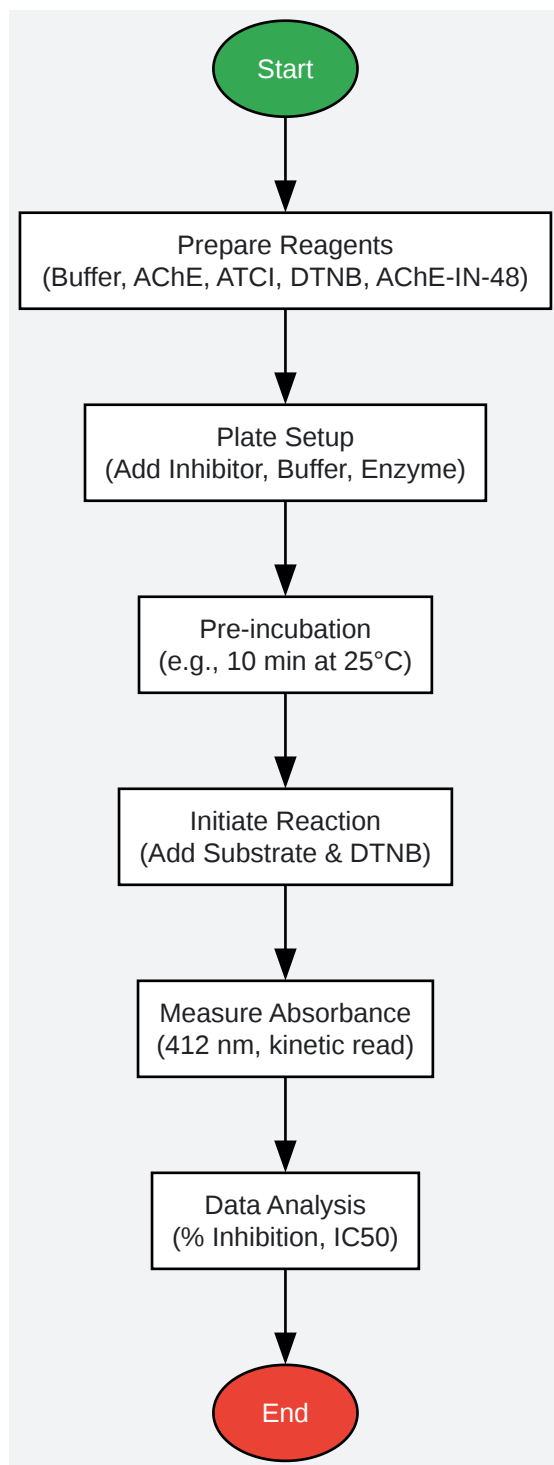 Start
Prepare Reagents
(Buffer, AChE, ATCI, DTNB, AChE-IN-48)
Plate Setup
(Add Inhibitor, Buffer, Enzyme)
Pre-incubation
(e.g., 10 min at 25°C)
Initiate Reaction
(Add Substrate & DTNB)
Measure Absorbance
(412 nm, kinetic read)
Data Analysis
(% Inhibition, IC50)
End